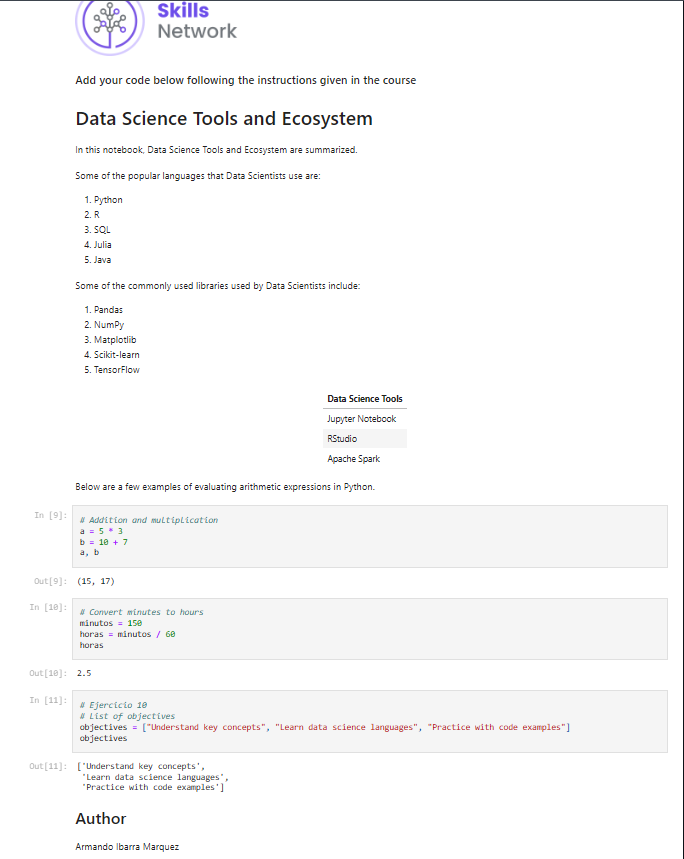 Skills
Network
Add your code below following the instructions given in the course
Data Science Tools and Ecosystem
In this notebook, Data Science Tools and Ecosystem are summarized.
Some of the popular languages that Data Scientists use are:
1. Python
2. R
3. SQL
4. Julia
5. Java
Some of the commonly used libraries used by Data Scientists include:
1. Pandas
2. NumPy
3. Matplotlib
4. Scikit-learn
5. TensorFlow
Data Science Tools
Jupyter Notebook
RStudio
Apache Spark
Below are a few examples of evaluating arithmetic expressions in Python.
In [9]:
# Addition and multiplication
a = 5 * 3
b = 10 + 7
a, b
Out[9]: (15, 17)
In [10]:
# Convert minutes to hours
minutos = 150
horas = minutos / 60
horas
Out[10]: 2.5
In [11]:
# Ejercicio 10
# List of objectives
objectives = ["Understand key concepts", "Learn data science languages", "Practice with code examples"]
objectives
Out[11]: ['Understand key concepts',
'Learn data science languages',
'Practice with code examples']
Author
Armando Ibarra Marquez